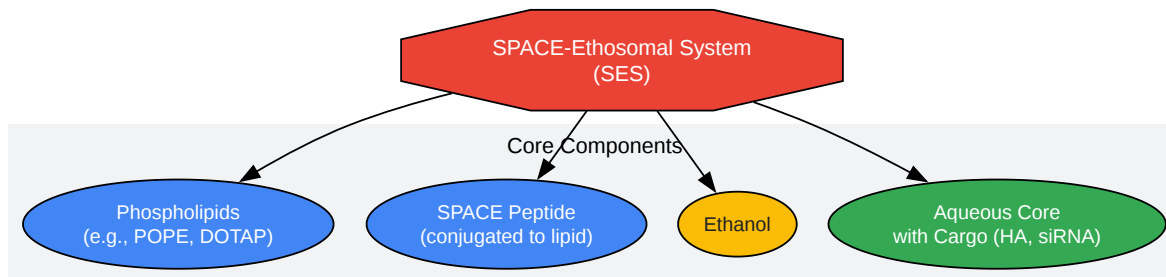 SPACE-Ethosomal System
(SES)
Core Components
Phospholipids
(e.g., POPE, DOTAP)
SPACE Peptide
(conjugated to lipid)
Ethanol
Aqueous Core
with Cargo (HA, siRNA)